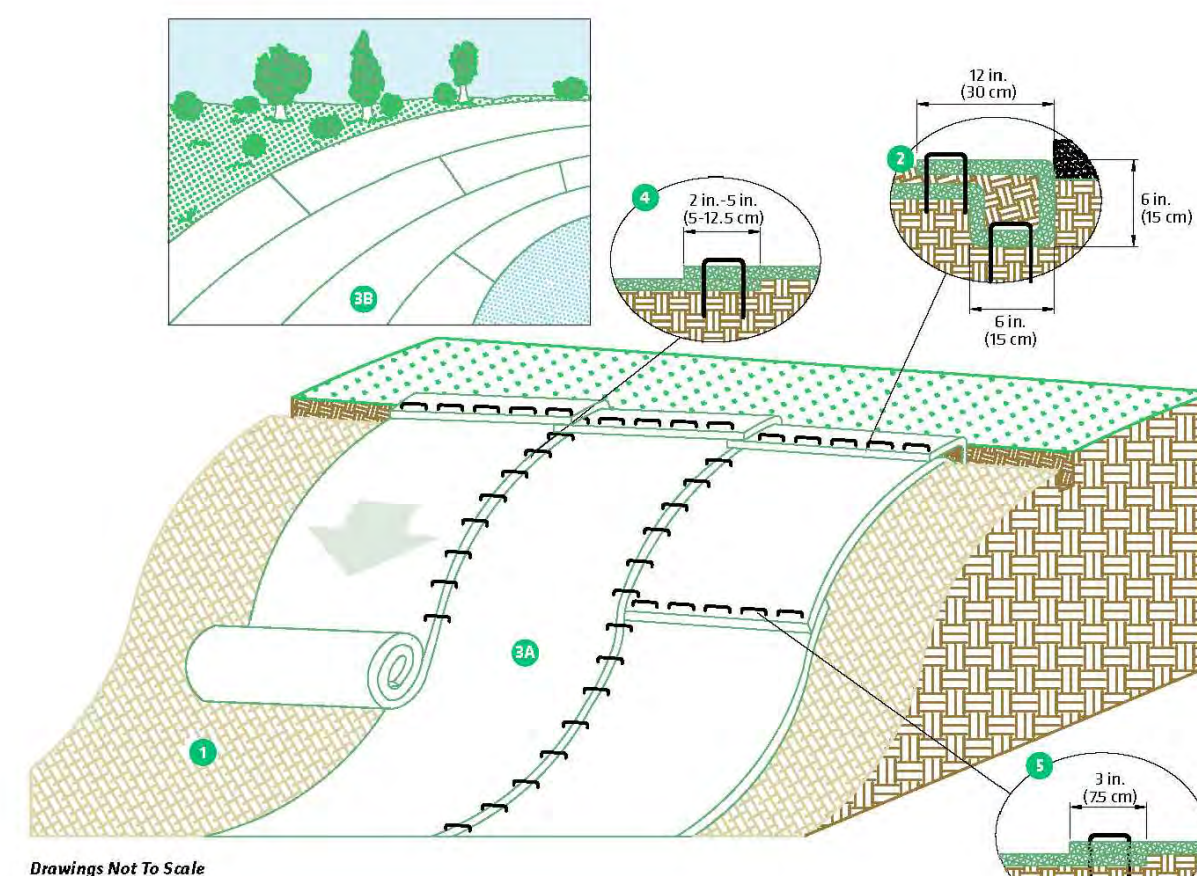 12 in.
(30 cm)
2
6 in.
(15 cm)
6 in.
(15 cm)
4
2 in.-5 in.
(5-12.5 cm)
3B
3A
1
5
3 in.
(7.5 cm)
Drawings Not To Scale